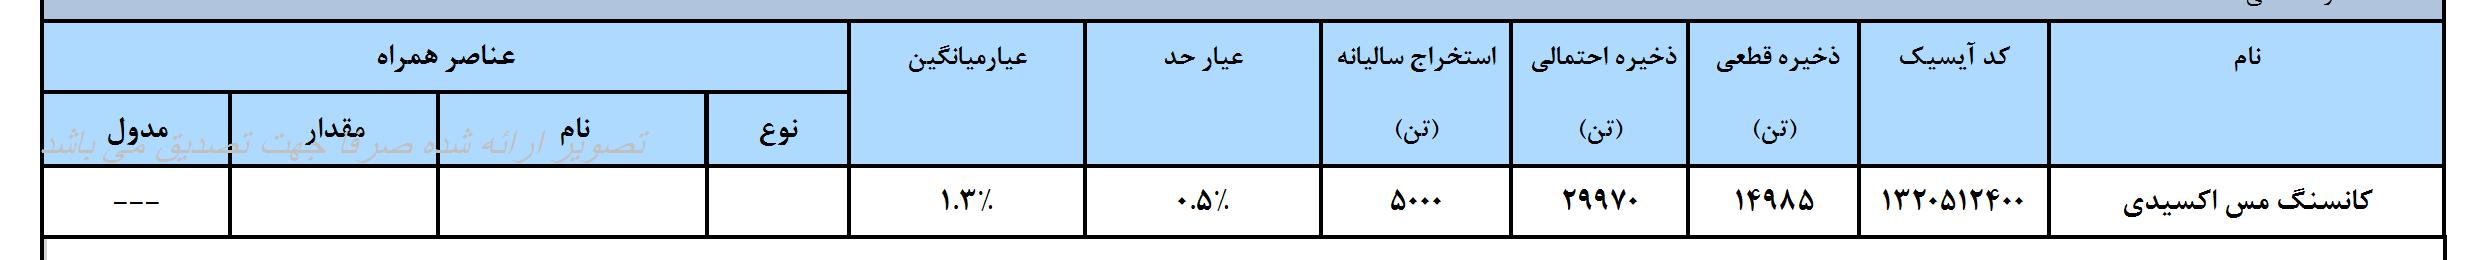 نام	کد آیسیک	ذخیره قطعی (تن)	ذخیره احتمالی (تن)	استخراج سالیانه (تن)	عیار حد	عیارمیانگین	عناصر همراه
نوع	نام	مقدار	مدول
تصویر ارائه شده صرفا جهت تصدیق می باشد
کانسنگ مس اکسیدی	۱۳۲۰۵۱۲۴۰۰	۱۴۹۸۵	۲۹۹۷۰	۵۰۰۰	۰.۵%	۱.۳%	---